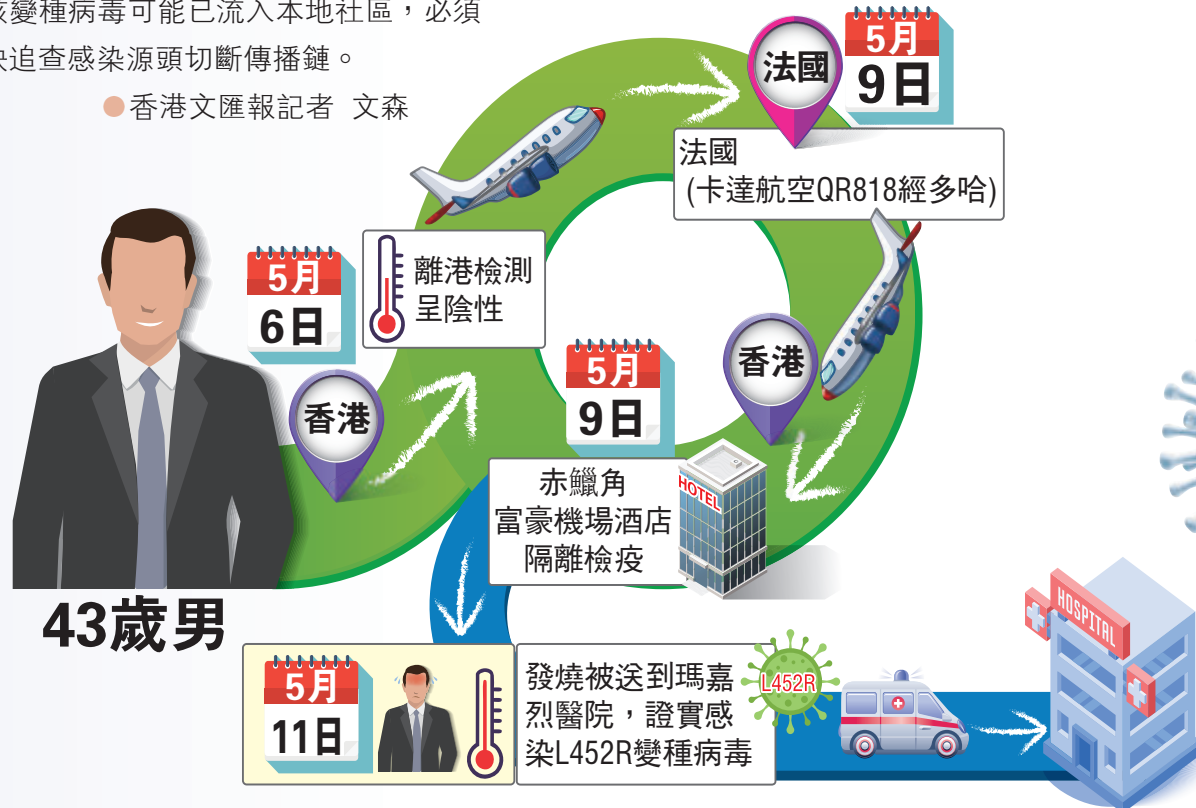 該變種病毒可能已流入本地社區，必須
快追查感染源頭切斷傳播鏈。
●香港文匯報記者 文森
法國
5月
9日
法國
(卡達航空QR818經多哈)
5月
6日
離港檢測
呈陰性
香港
5月
9日
香港
赤鱲角
富豪機場酒店
隔離檢疫
HOTEL
43歲男
5月
11日
發燒被送到瑪嘉
烈醫院，證實感
染L452R變種病毒
L452R
HOSPITAL